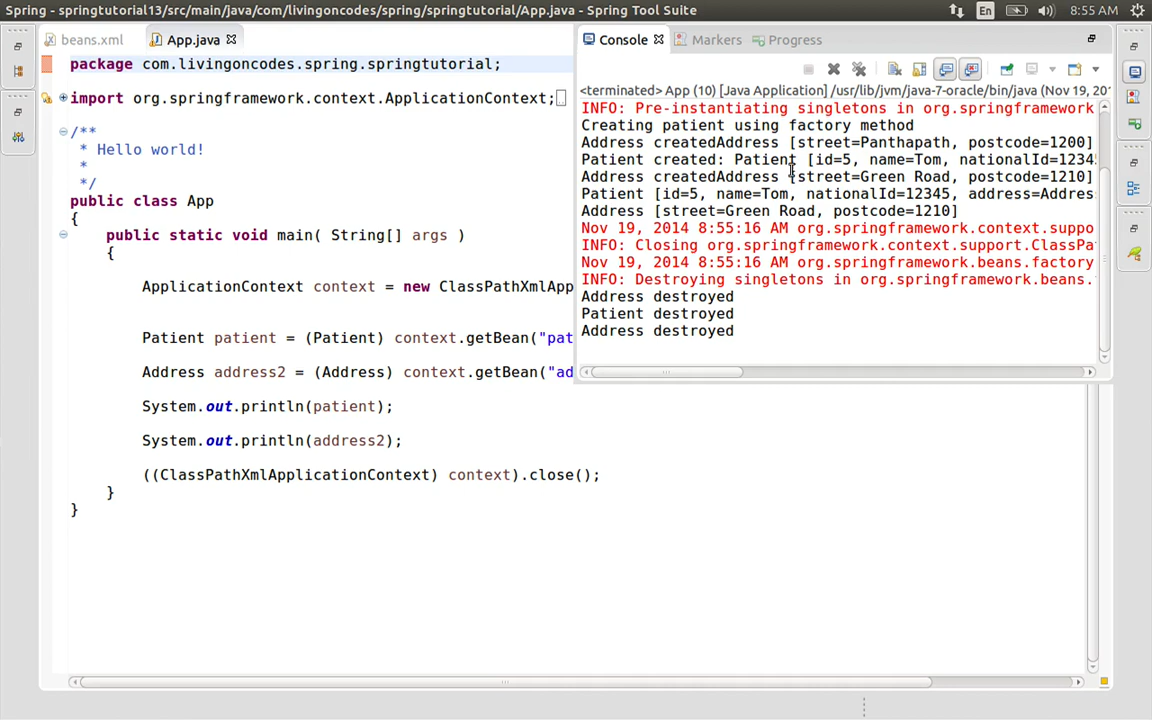 Spring - springtutorial13/src/main/java/com/livingoncodes/spring/springtutorial/App.java - Spring Tool Suite
En
8:55 AM
beans.xml
App.java
package com.livingoncodes.spring.springtutorial;
import org.springframework.context.ApplicationContext;
/**
* Hello world!
*
*/
public class App
{
public static void main( String[] args )
{
ApplicationContext context = new ClassPathXmlApp
Patient patient = (Patient) context.getBean("pat
Address address2 = (Address) context.getBean("ad
System.out.println(patient);
System.out.println(address2);
((ClassPathXmlApplicationContext) context).close();
}
}
Console
Markers
Progress
<terminated> App (10) [Java Application] /usr/lib/jvm/java-7-oracle/bin/java (Nov 19, 201
INFO: Pre-instantiating singletons in org.springframework
Creating patient using factory method
Address createdAddress [street=Panthapath, postcode=1200]
Patient created: Patient [id=5, name=Tom, nationalId=12345
Address createdAddress [street=Green Road, postcode=1210]
Patient [id=5, name=Tom, nationalId=12345, address=Addres
Address [street=Green Road, postcode=1210]
Nov 19, 2014 8:55:16 AM org.springframework.context.suppo
INFO: Closing org.springframework.context.support.ClassPa
Nov 19, 2014 8:55:16 AM org.springframework.beans.factory
INFO: Destroying singletons in org.springframework.beans.
Address destroyed
Patient destroyed
Address destroyed